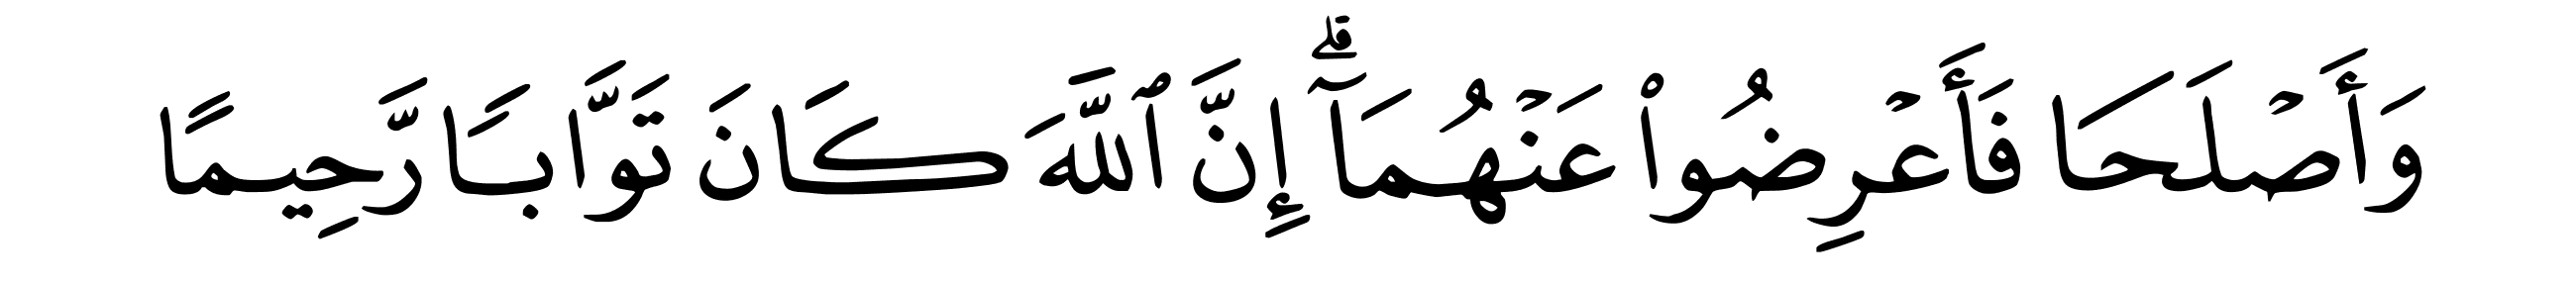 وَأَصۡلَحَا فَأَعۡرِضُواْ عَنۡهُمَآۗ إِنَّ ٱللَّهَ كَانَ تَوَّابٗا رَّحِيمًا